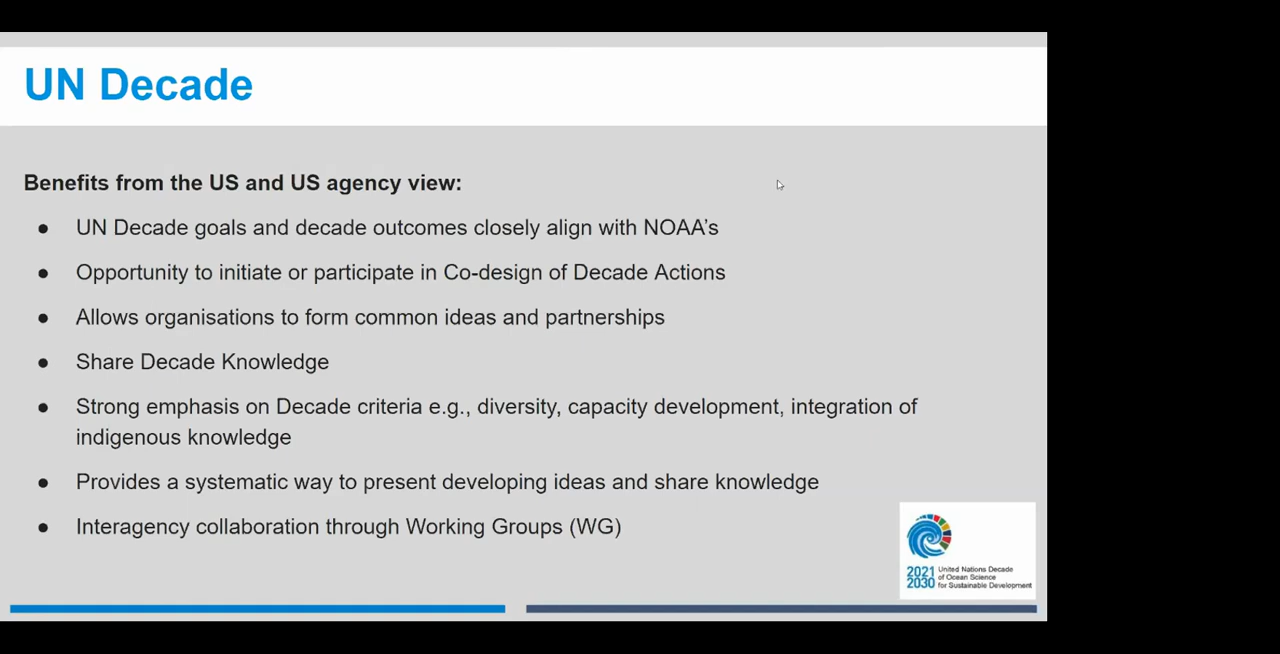 UN Decade
Benefits from the US and US agency view:
● UN Decade goals and decade outcomes closely align with NOAA's
● Opportunity to initiate or participate in Co-design of Decade Actions
● Allows organisations to form common ideas and partnerships
● Share Decade Knowledge
● Strong emphasis on Decade criteria e.g., diversity, capacity development, integration of
indigenous knowledge
● Provides a systematic way to present developing ideas and share knowledge
● Interagency collaboration through Working Groups (WG)
2021 United Nations Decade
of Ocean Science
2030 for Sustainable Development